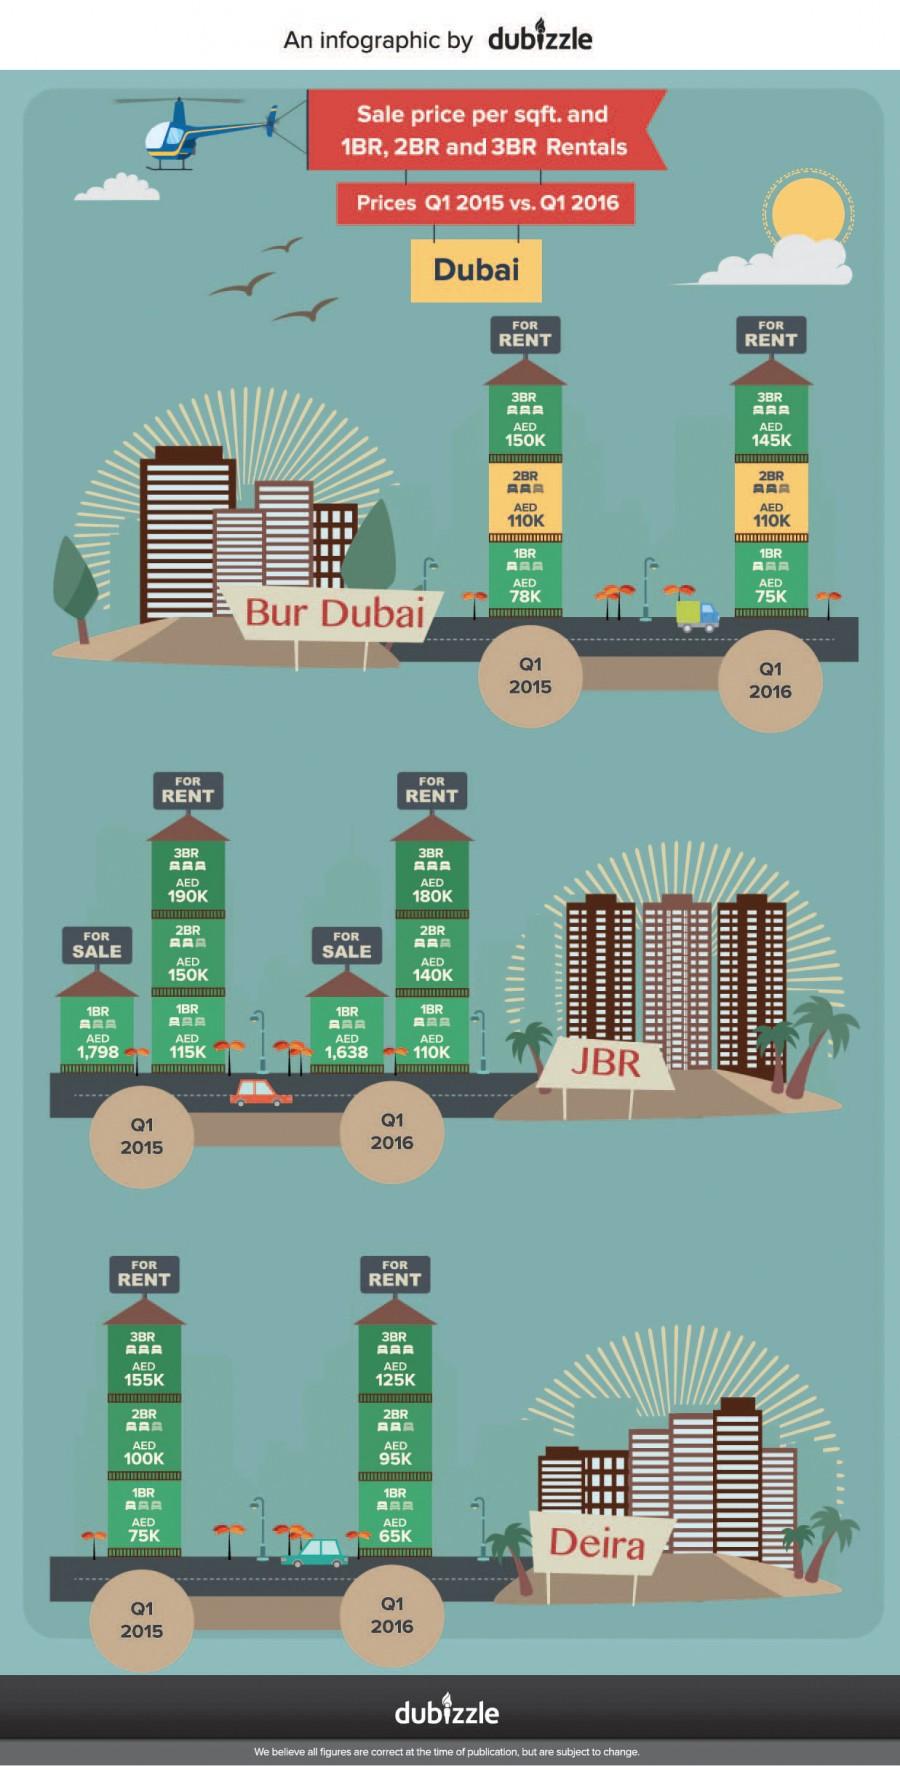 An infographic by dubizzle
Sale price per sqft. and
1BR, 2BR and 3BR Rentals
Prices Q1 2015 vs. Q1 2016
Dubai
FOR
RENT
3BR
AED
150K
2BR
AED
110K
1BR
AED
78K
FOR
RENT
3BR
AED
145K
2BR
AED
110K
1BR
AED
75K
Bur Dubai
Q1
2015
Q1
2016
FOR
SALE
1BR
AED
1,798
FOR
RENT
3BR
AED
190K
2BR
AED
150K
1BR
AED
115K
FOR
SALE
1BR
AED
1,638
FOR
RENT
3BR
AED
180K
2BR
AED
140K
1BR
AED
110K
JBR
Q1
2015
Q1
2016
FOR
RENT
3BR
AED
155K
2BR
AED
100K
1BR
AED
75K
FOR
RENT
3BR
AED
125K
2BR
AED
95K
1BR
AED
65K
Deira
Q1
2015
Q1
2016
dubizzle
We believe all figures are correct at the time of publication, but are subject to change.